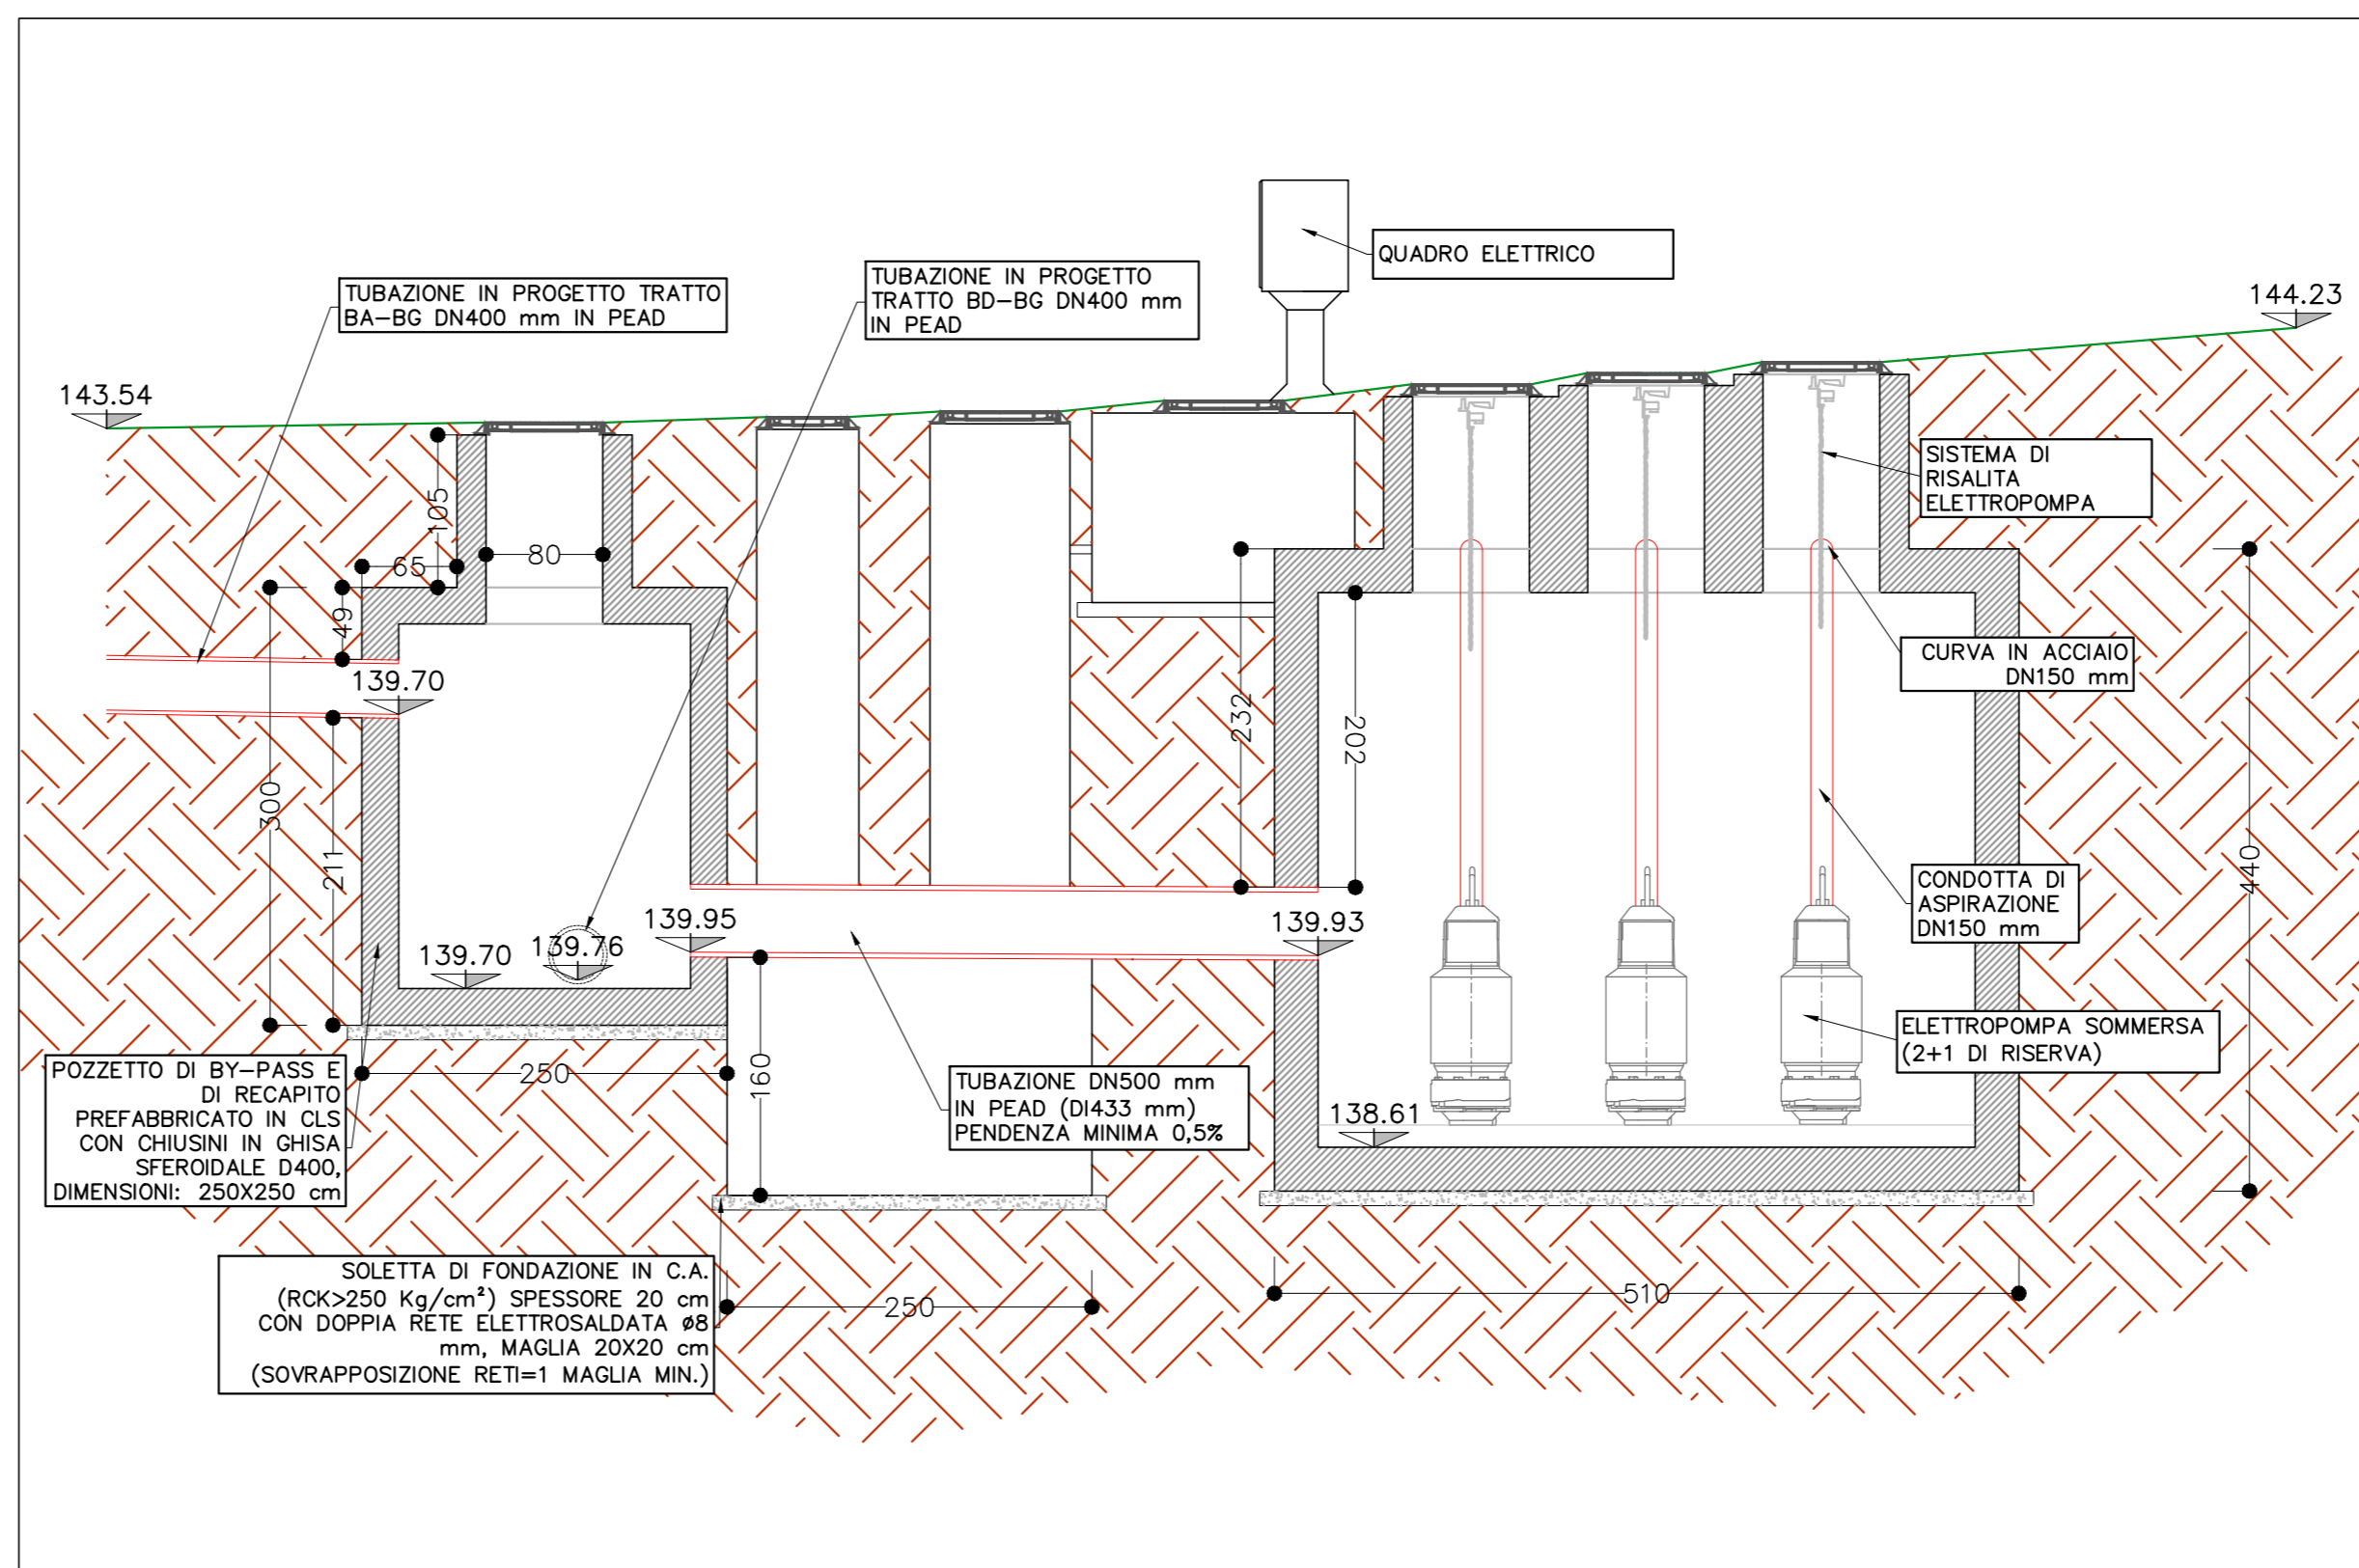 QUADRO ELETTRICO
TUBAZIONE IN PROGETTO
TRATTO BD-BG DN400 mm
IN PEAD
TUBAZIONE IN PROGETTO TRATTO
BA-BG DN400 mm IN PEAD
144.23
143.54
SISTEMA DI
RISALITA
ELETTROPOMPA
105
65
80
49
139.70
CURVA IN ACCIAIO
DN150 mm
232
202
300
211
440
CONDOTTA DI
ASPIRAZIONE
DN150 mm
139.95
139.93
139.70
139.76
ELETTROPOMPA SOMMERSA
(2+1 DI RISERVA)
POZZETTO DI BY-PASS E
DI RECAPITO
PREFABBRICATO IN CLS
CON CHIUSINI IN GHISA
SFEROIDALE D400,
DIMENSIONI: 250X250 cm
250
160
TUBAZIONE DN500 mm
IN PEAD (DI433 mm)
PENDENZA MINIMA 0,5%
138.61
SOLETTA DI FONDAZIONE IN C.A.
(RCK>250 Kg/cm²) SPESSORE 20 cm
CON DOPPIA RETE ELETTROSALDATA ø8
mm, MAGLIA 20X20 cm
(SOVRAPPOSIZIONE RETI=1 MAGLIA MIN.)
250
510